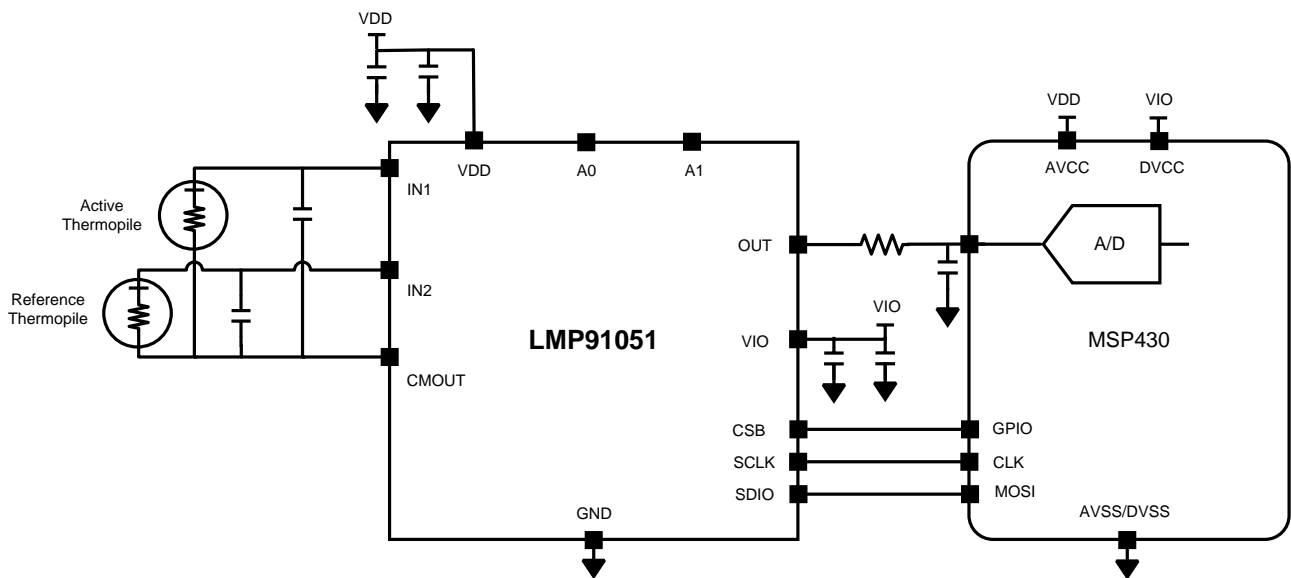 VDD
VDD
A0
A1
VDD
VIO
AVCC
DVCC
IN1
Active
Thermopile
OUT
A/D
IN2
Reference
Thermopile
LMP91051
VIO
VIO
MSP430
CMOUT
CSB
GPIO
SCLK
CLK
SDIO
MOSI
GND
AVSS/DVSS